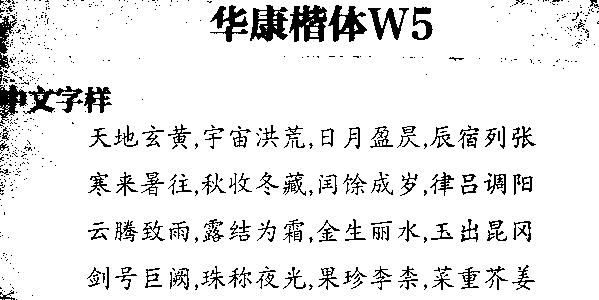 华康楷体W5
中文字样
天地玄黄,宇宙洪荒,日月盈昃,辰宿列张
寒来暑往,秋收冬藏,闰馀成岁,律吕调阳
云腾致雨,露结为霜,金生丽水,玉出昆冈
剑号巨阙,珠称夜光,果珍李柰,菜重芥姜